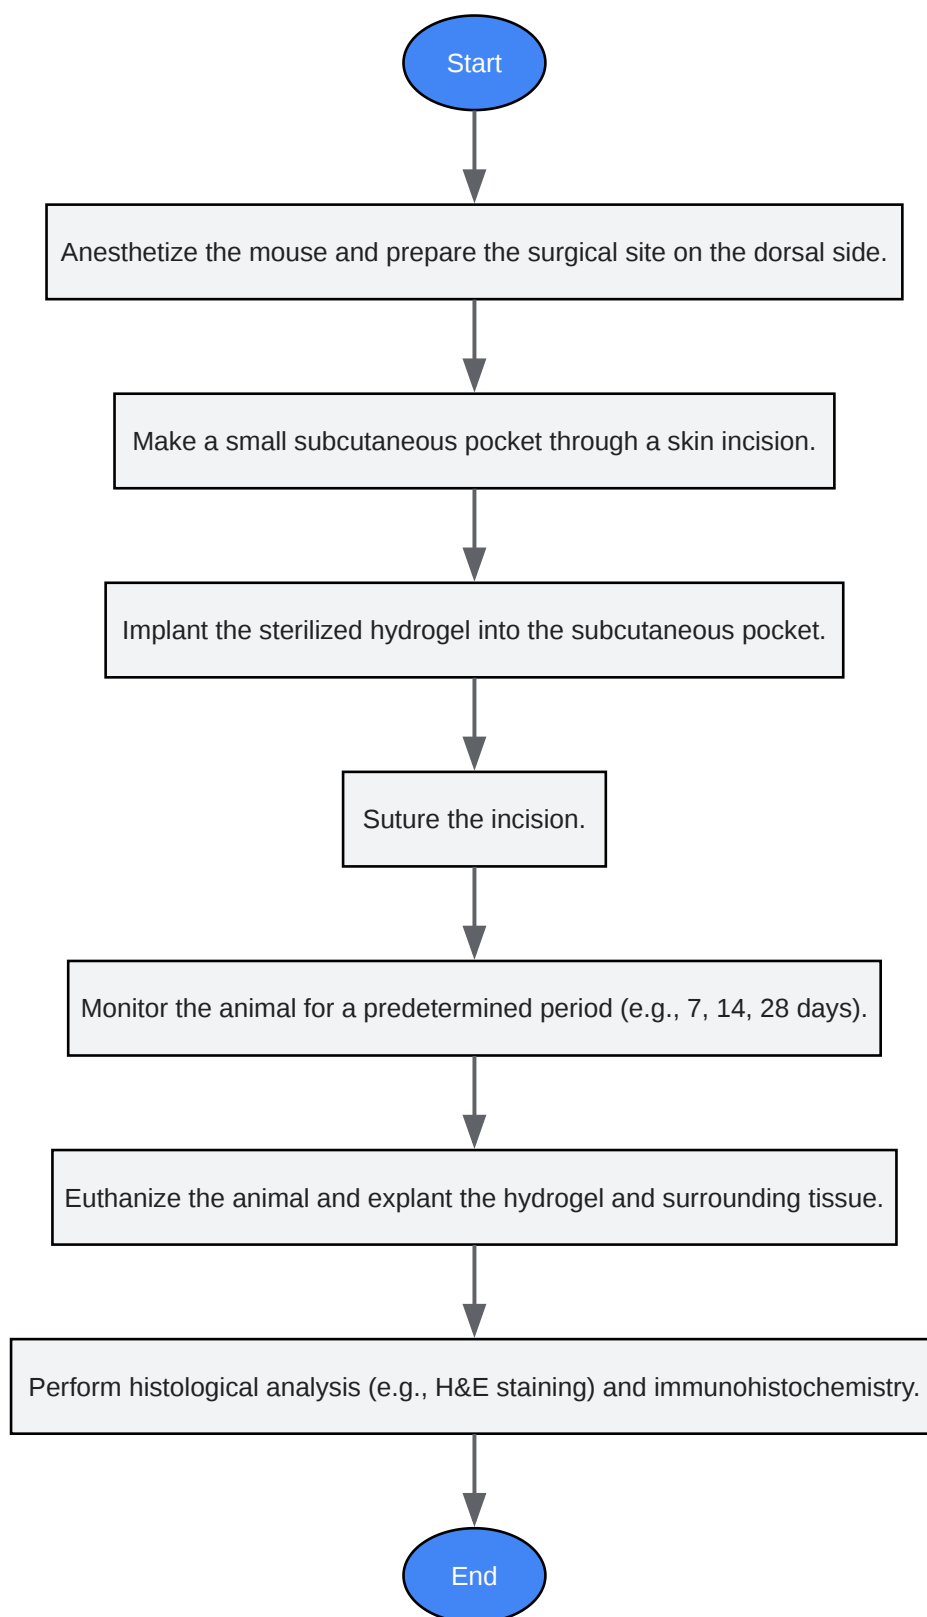 Start
Anesthetize the mouse and prepare the surgical site on the dorsal side.
Make a small subcutaneous pocket through a skin incision.
Implant the sterilized hydrogel into the subcutaneous pocket.
Suture the incision.
Monitor the animal for a predetermined period (e.g., 7, 14, 28 days).
Euthanize the animal and explant the hydrogel and surrounding tissue.
Perform histological analysis (e.g., H&E staining) and immunohistochemistry.
End